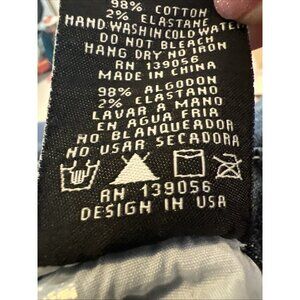 98% COTTON
2% ELASTANE
HAND WASH IN COLD WATER
DO NOT BLEACH
HANG DRY NO IRON
RN 139056
MADE IN CHINA
98% ALGODON
2% ELASTANO
LAVAR A MANO
EN AGUA FRIA
NO BLANQUEADOR
NO USAR SECADORA
RN 139056
DESIGN IN USA